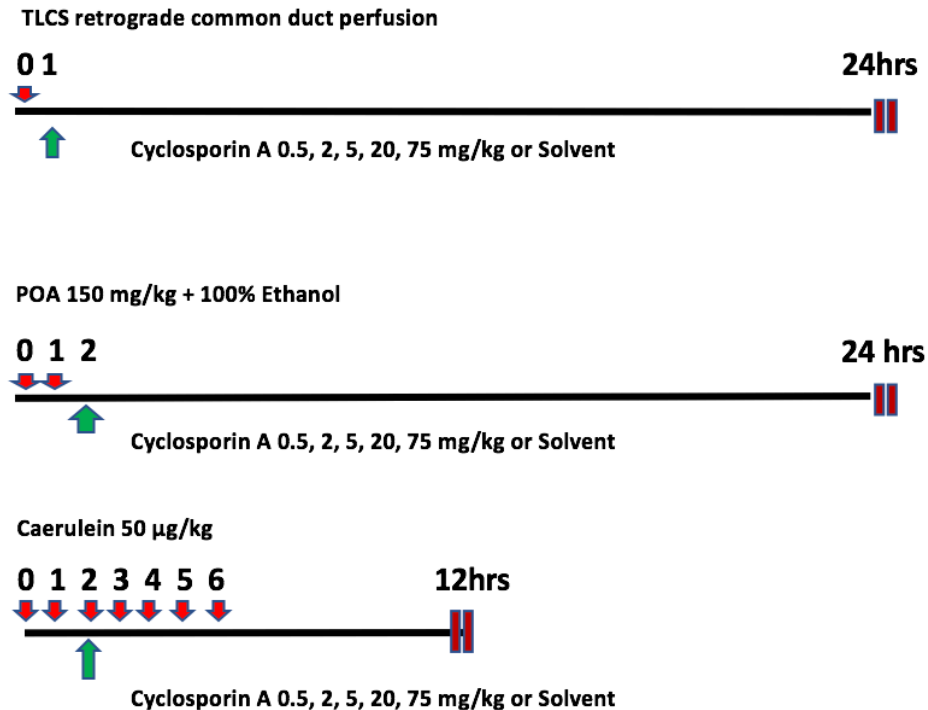 TLCS retrograde common duct perfusion
0 1 24hrs
Cyclosporin A 0.5, 2, 5, 20, 75 mg/kg or Solvent
POA 150 mg/kg + 100% Ethanol
0 1 2 24 hrs
Cyclosporin A 0.5, 2, 5, 20, 75 mg/kg or Solvent
Caerulein 50 µg/kg
0 1 2 3 4 5 6 12hrs
Cyclosporin A 0.5, 2, 5, 20, 75 mg/kg or Solvent